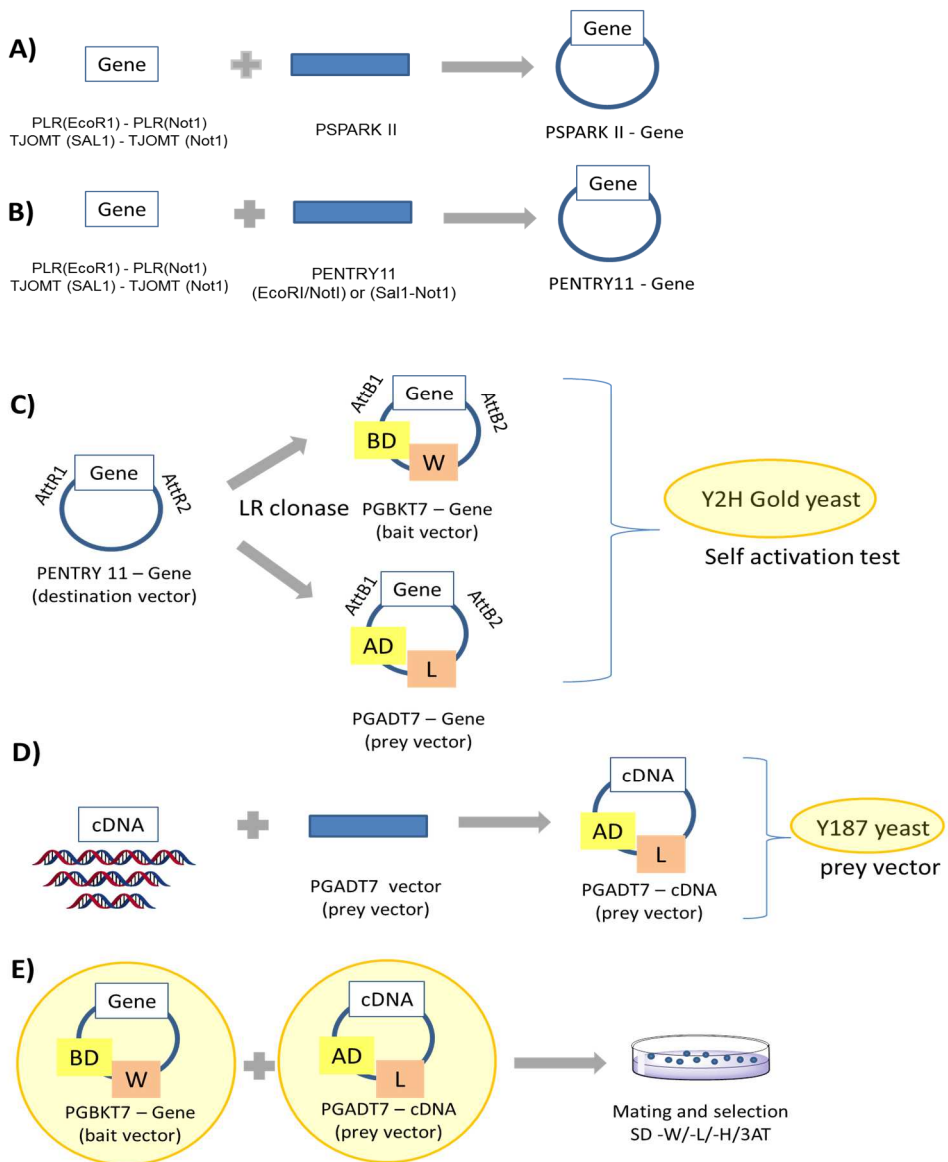 A)
Gene
PLR(EcoR1) - PLR(Not1)
TJOMT (SAL1) - TJOMT (Not1)
PSPARK II
Gene
PSPARK II - Gene
B)
Gene
PLR(EcoR1) - PLR(Not1)
TJOMT (SAL1) - TJOMT (Not1)
PENTRY11
(EcoRI/NotI) or (Sal1-Not1)
Gene
PENTRY11 - Gene
C)
AttR1
Gene
AttR2
PENTRY 11 – Gene
(destination vector)
LR clonase
AttB1
Gene
AttB2
BD
W
PGBKT7 – Gene
(bait vector)
AttB1
Gene
AttB2
AD
L
PGADT7 – Gene
(prey vector)
Y2H Gold yeast
Self activation test
D)
cDNA
PGADT7 vector
(prey vector)
cDNA
AD
L
PGADT7 – cDNA
(prey vector)
Y187 yeast
prey vector
E)
Gene
BD
W
PGBKT7 – Gene
(bait vector)
cDNA
AD
L
PGADT7 – cDNA
(prey vector)
Mating and selection
SD -W/-L/-H/3AT